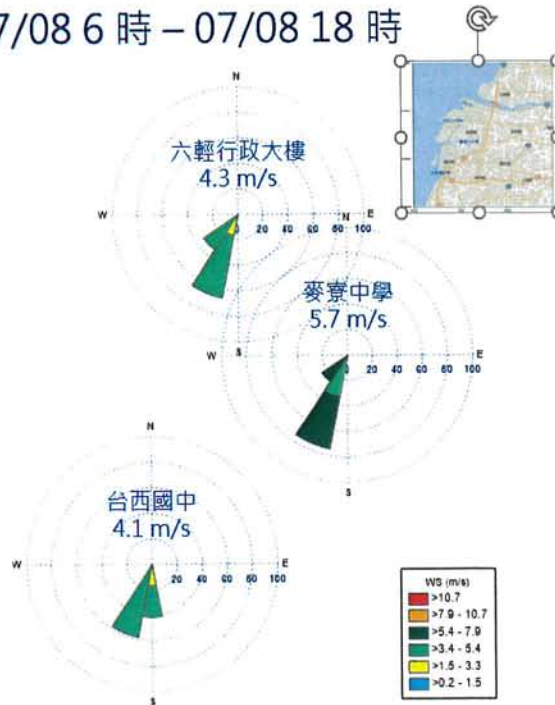 7/08 6 時 – 07/08 18 時
N
六輕行政大樓
4.3 m/s
W
E
0 20 40 60 80 100
S
N
麥寮中學
5.7 m/s
W
E
0 20 40 60 80 100
S
N
台西國中
4.1 m/s
W
E
20 40 60 80 100
S
WS (m/s)
>10.7
>7.9 - 10.7
>5.4 - 7.9
>3.4 - 5.4
>1.5 - 3.3
>0.2 - 1.5